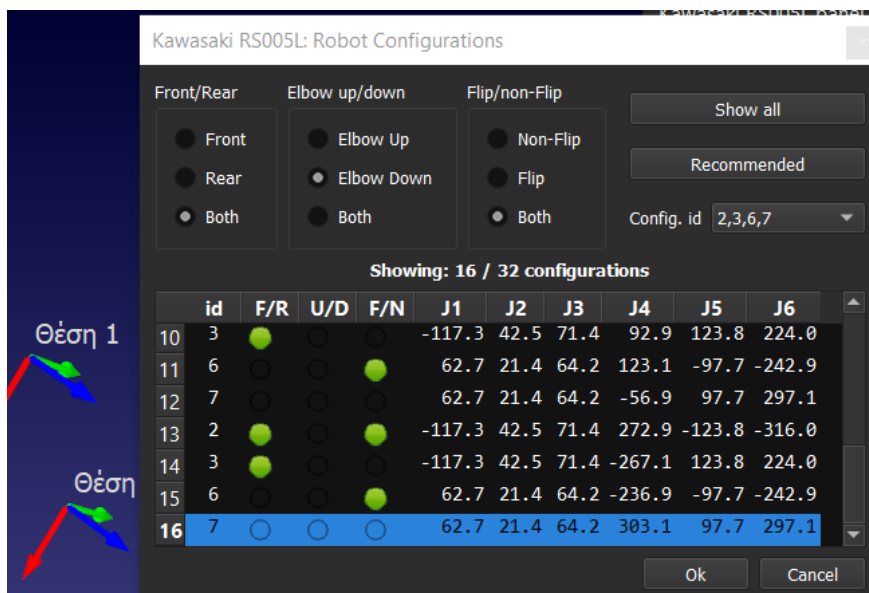 Kawasaki RS005L panel
Kawasaki RS005L: Robot Configurations
Front/Rear Elbow up/down Flip/non-Flip
Show all
Front Elbow Up Non-Flip
Recommended
Rear Elbow Down Flip
Both Both Both Config. id 2,3,6,7
Showing: 16 / 32 configurations
id F/R U/D F/N J1 J2 J3 J4 J5 J6
10 3 -117.3 42.5 71.4 92.9 123.8 224.0
11 6 62.7 21.4 64.2 123.1 -97.7 -242.9
12 7 62.7 21.4 64.2 -56.9 97.7 297.1
13 2 -117.3 42.5 71.4 272.9 -123.8 -316.0
14 3 -117.3 42.5 71.4 -267.1 123.8 224.0
15 6 62.7 21.4 64.2 -236.9 -97.7 -242.9
16 7 62.7 21.4 64.2 303.1 97.7 297.1
Ok Cancel
Θέση 1
Θέση